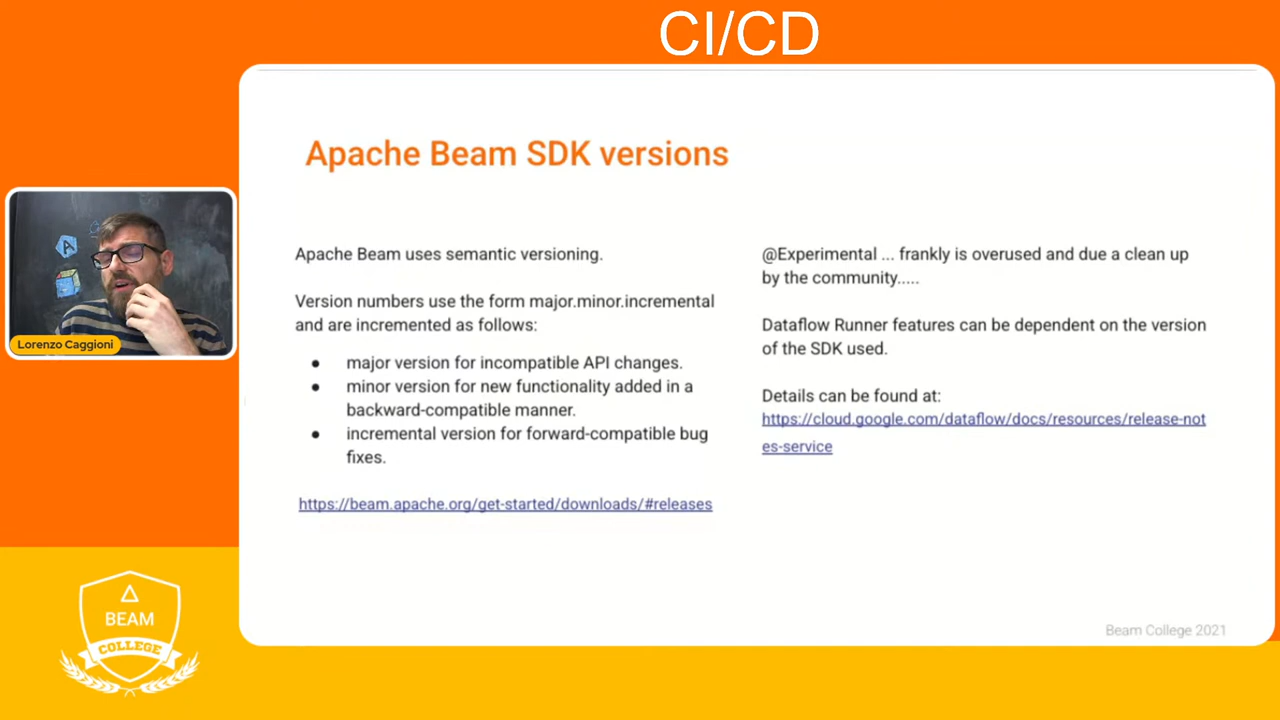 CI/CD
Apache Beam SDK versions
Apache Beam uses semantic versioning.
Version numbers use the form major.minor.incremental
and are incremented as follows:
● major version for incompatible API changes.
● minor version for new functionality added in a
backward-compatible manner.
● incremental version for forward-compatible bug
fixes.
https://beam.apache.org/get-started/downloads/#releases
@Experimental ... frankly is overused and due a clean up
by the community.....
Dataflow Runner features can be dependent on the version
of the SDK used.
Details can be found at:
https://cloud.google.com/dataflow/docs/resources/release-not
es-service
Lorenzo Caggioni
A
BEAM
COLLEGE
Beam College 2021